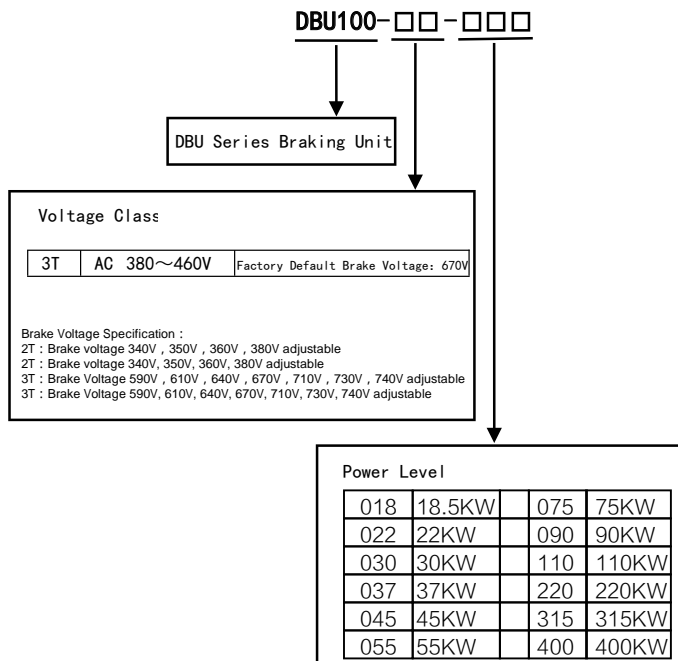 DBU100-□□-□□□
DBU Series Braking Unit
Voltage Class
3T AC 380～460V Factory Default Brake Voltage: 670V
Brake Voltage Specification :
2T : Brake voltage 340V , 350V , 360V , 380V adjustable
2T : Brake voltage 340V, 350V, 360V, 380V adjustable
3T : Brake Voltage 590V , 610V , 640V , 670V , 710V , 730V , 740V adjustable
3T : Brake Voltage 590V, 610V, 640V, 670V, 710V, 730V, 740V adjustable
Power Level
018 18.5KW 075 75KW
022 22KW 090 90KW
030 30KW 110 110KW
037 37KW 220 220KW
045 45KW 315 315KW
055 55KW 400 400KW